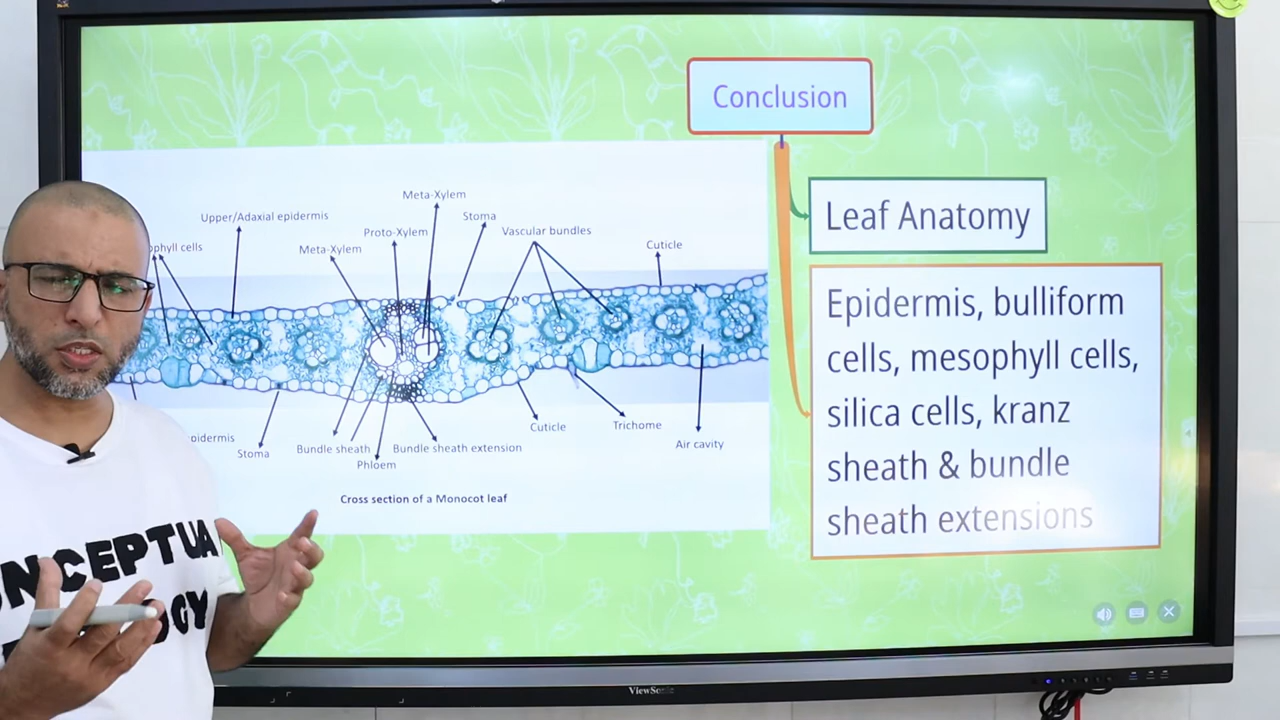 Conclusion
Leaf Anatomy
Epidermis, bulliform
cells, mesophyll cells,
silica cells, kranz
sheath & bundle
sheath extensions
Meta-Xylem
Upper/Adaxial epidermis
Stoma
Proto-Xylem
Vascular bundles
ophyll cells
Meta-Xylem
Cuticle
pidermis
Stoma
Bundle sheath
Bundle sheath extension
Phloem
Cuticle
Trichome
Air cavity
Cross section of a Monocot leaf
NCEPTUA
OGY
ViewSonic